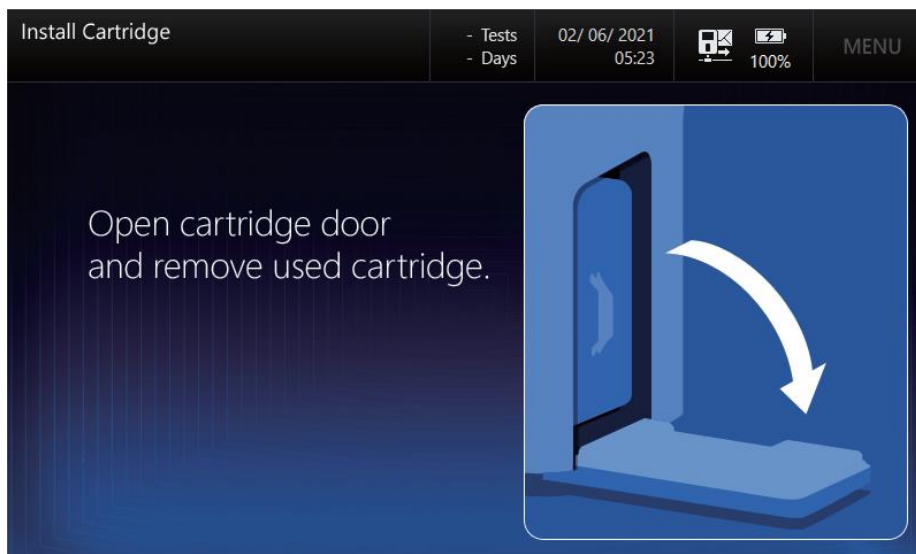 Install Cartridge
- Tests
- Days
02/ 06/ 2021
05:23
100%
MENU
Open cartridge door
and remove used cartridge.